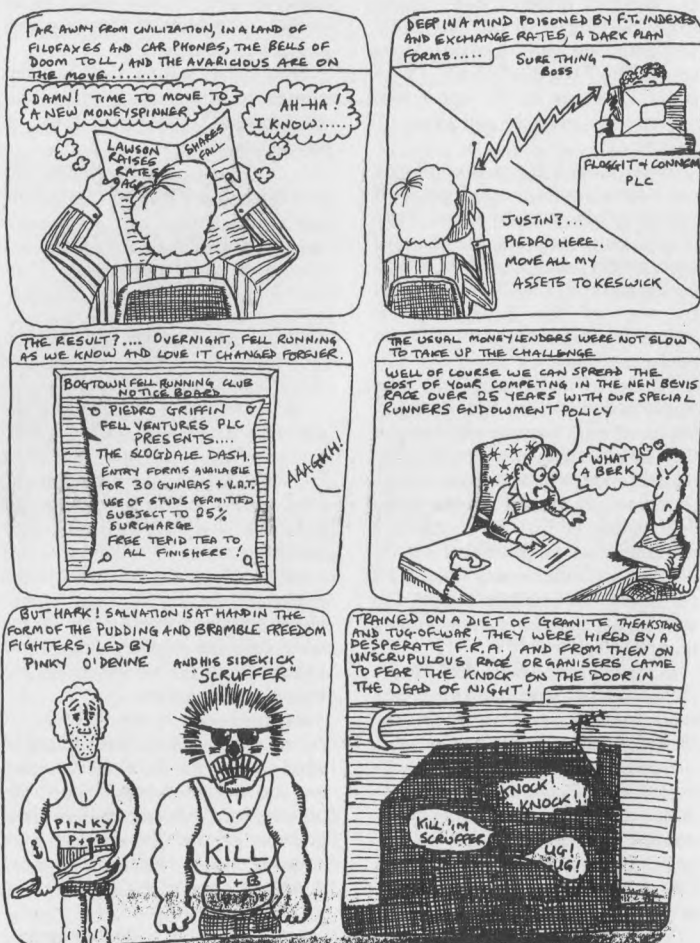 FAR AWAY FROM CIVILIZATION, IN A LAND OF
FILOFAXES AND CAR PHONES, THE BELLS OF
DOOM TOLL, AND THE AVARICIOUS ARE ON
THE MOVE ........
DAMN! TIME TO MOVE TO
A NEW MONEYSPINNER
AH-HA!
I KNOW.....
LAWSON
RAISES
RATES
SHARES
FALL
DEEP IN A MIND POISONED BY F.T. INDEXES,
AND EXCHANGE RATES, A DARK PLAN
FORMS.....
SURE THING
BOSS
FLOGGIT & CONNEM
PLC
JUSTIN?...
PIEDRO HERE.
MOVE ALL MY
ASSETS TO KESWICK
THE RESULT?.... OVERNIGHT, FELL RUNNING
AS WE KNOW AND LOVE IT CHANGED FOREVER.
BOGTOWN FELL RUNNING CLUB
NOTICE BOARD
PIEDRO GRIFFIN
FELL VENTURES PLC
PRESENTS....
THE SLOGDALE DASH.
ENTRY FORMS AVAILABLE
FOR 30 GUINEAS + V.A.T.
USE OF STUDS PERMITTED
SUBJECT TO 25%
SURCHARGE
FREE TEPID TEA TO
ALL FINISHERS!
AAAGHH!
THE USUAL MONEYLENDERS WERE NOT SLOW
TO TAKE UP THE CHALLENGE
WELL OF COURSE WE CAN SPREAD THE
COST OF YOUR COMPETING IN THE NEN BEVIS
RACE OVER 25 YEARS WITH OUR SPECIAL
RUNNERS ENDOWMENT POLICY
WHAT
A BERK
BUT HARK! SALVATION IS AT HAND IN THE
FORM OF THE PUDDING AND BRAMBLE FREEDOM
FIGHTERS, LED BY
PINKY O'DEVINE
AND HIS SIDEKICK
"SCRUFFER"
PINKY
P+B
KILL
P+B
TRAINED ON A DIET OF GRANITE, THEAKSTONS
AND TUG-OF-WAR, THEY WERE HIRED BY A
DESPERATE F.R.A., AND FROM THEN ON
UNSCRUPULOUS RACE ORGANISERS CAME
TO FEAR THE KNOCK ON THE DOOR IN
THE DEAD OF NIGHT!
KNOCK!
KNOCK!!
KILL 'IM
SCRUFFER
UG!
UG!